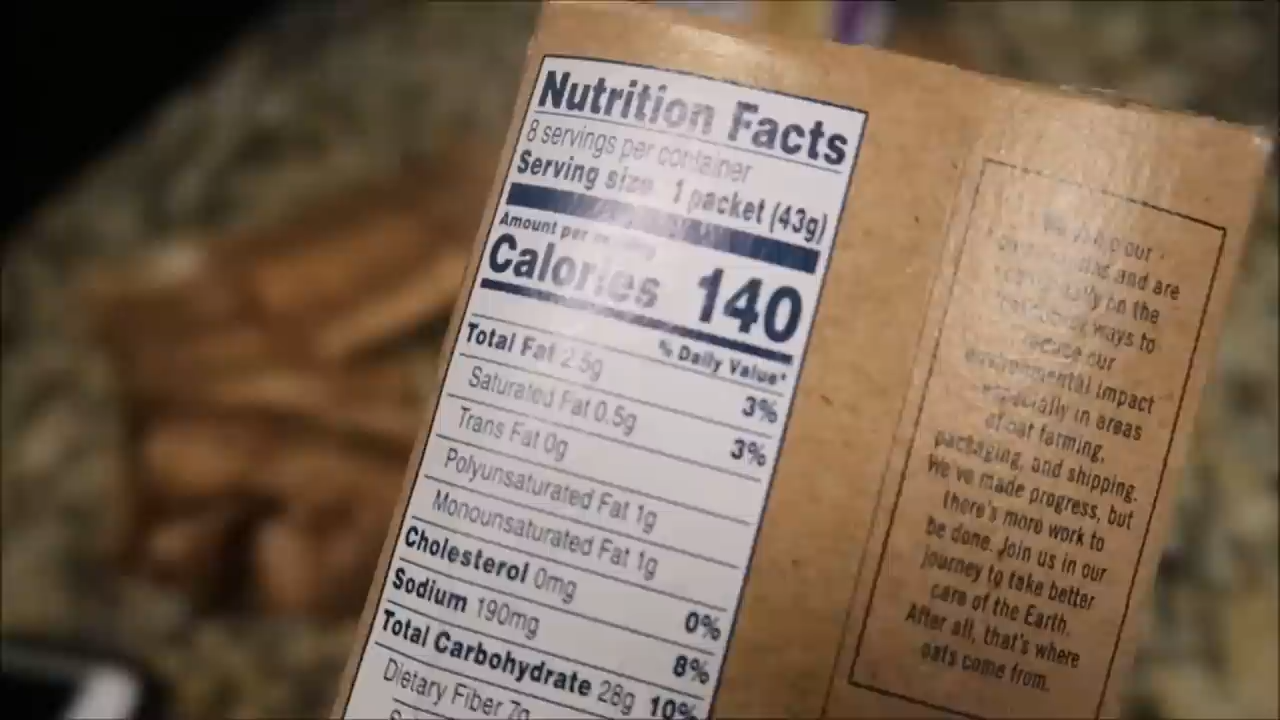 Nutrition Facts
8 servings per container
Serving size 1 packet (43g)
Amount per
Calories 140
% Daily Value*
Total Fat 2.5g 3%
Saturated Fat 0.5g 3%
Trans Fat 0g
Polyunsaturated Fat 1g
Monounsaturated Fat 1g
Cholesterol 0mg 0%
Sodium 190mg 8%
Total Carbohydrate 28g 10%
Dietary Fiber 7g
our
and are
on the
ways to
our
environmental impact
especially in areas
of oat farming,
packaging, and shipping.
We've made progress, but
there's more work to
be done. Join us in our
journey to take better
care of the Earth.
After all, that's where
oats come from.